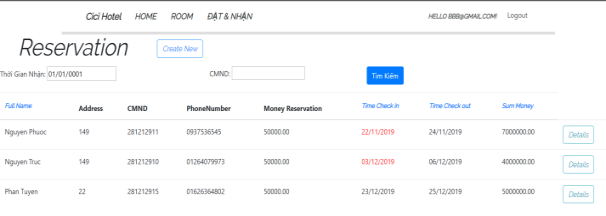 Cici Hotel HOME ROOM ĐẶT & NHẬN HELLO BBB@GMAIL.COM! Logout
Reservation Create New
Thời Gian Nhận: 01/01/0001 CMND: Tìm Kiếm
Full Name Address CMND PhoneNumber Money Reservation Time Check in Time Check out Sum Money
Nguyen Phuoc 149 281212911 0937536545 50000.00 22/11/2019 24/11/2019 7000000.00 Details
Nguyen Truc 149 281212910 01264079973 50000.00 03/12/2019 06/12/2019 4000000.00 Details
Phan Tuyen 22 281212915 01626364802 50000.00 23/12/2019 25/12/2019 5000000.00 Details